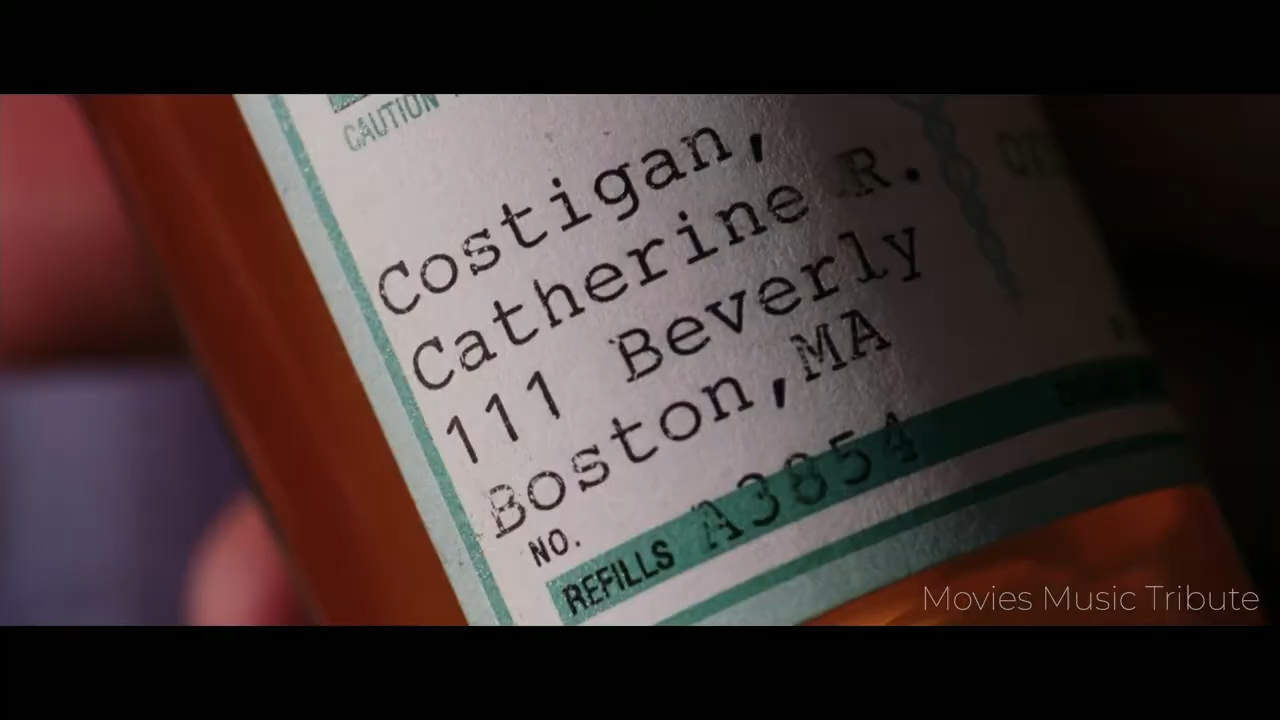 CAUTION
Costigan,
Catherine R.
111 Beverly
Boston,MA
NO. A3854
REFILLS
Movies Music Tribute